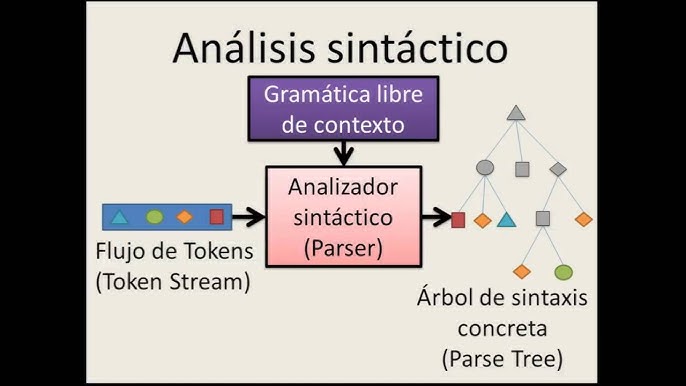 Análisis sintáctico
Gramática libre
de contexto
Analizador
sintáctico
(Parser)
Flujo de Tokens
(Token Stream)
Árbol de sintaxis
concreta
(Parse Tree)